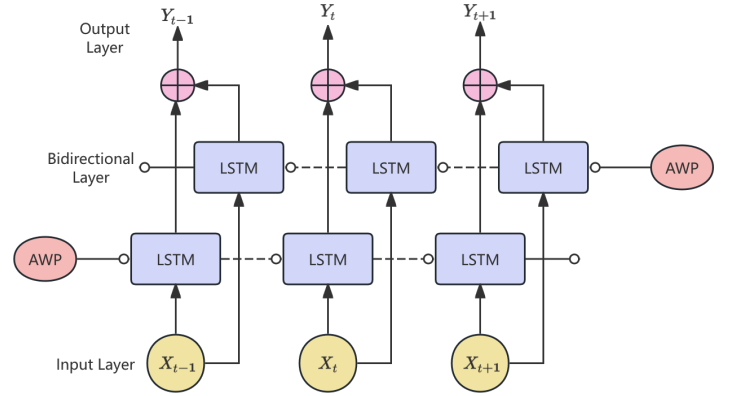 Y_{t-1}
Y_t
Y_{t+1}
Output
Layer
Bidirectional
Layer
LSTM
LSTM
LSTM
AWP
AWP
LSTM
LSTM
LSTM
Input Layer
X_{t-1}
X_t
X_{t+1}